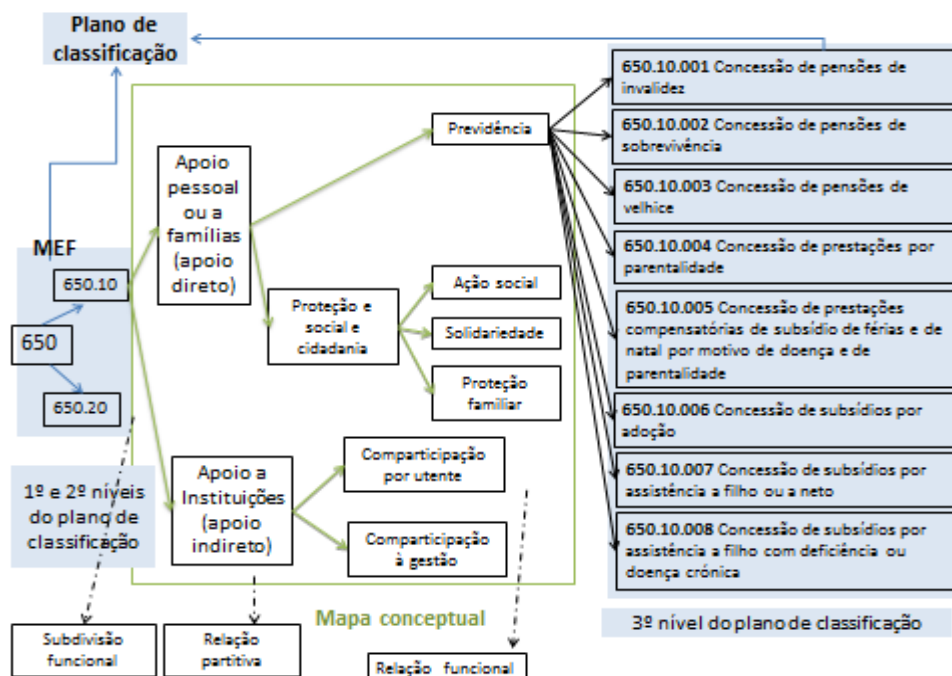 Plano de
classificação
650.10.001 Concessão de pensões de
invalidez
650.10.002 Concessão de pensões de
sobrevivência
650.10.003 Concessão de pensões de
velhice
650.10.004 Concessão de prestações por
parentalidade
650.10.005 Concessão de prestações
compensatórias de subsídio de férias e de
natal por motivo de doença e de
parentalidade
650.10.006 Concessão de subsídios por
adoção
650.10.007 Concessão de subsídios por
assistência a filho ou a neto
650.10.008 Concessão de subsídios por
assistência a filho com deficiência ou
doença crónica
3º nível do plano de classificação
Previdência
Apoio
pessoal
ou a
famílias
(apoio
direto)
MEF
650.10
650
650.20
Proteção e
social e
cidadania
Ação social
Solidariedade
Proteção
familiar
1º e 2º níveis
do plano de
classificação
Apoio a
Instituições
(apoio
indireto)
Comparticipação
por utente
Comparticipação
à gestão
Mapa conceptual
Subdivisão
funcional
Relação
partitiva
Relação funcional